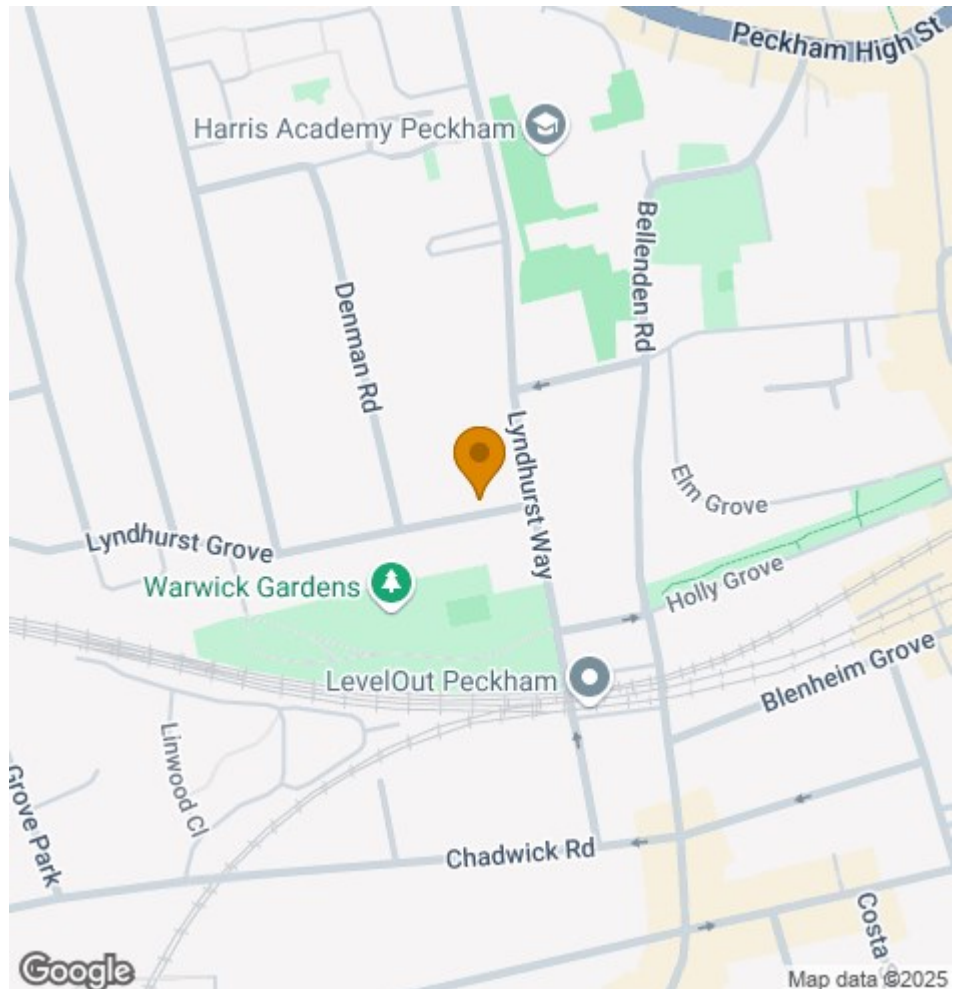 Peckham High St
Harris Academy Peckham
Bellenden Rd
Denman Rd
Lyndhurst Way
Elm Grove
Lyndhurst Grove
Warwick Gardens
Holly Grove
LevelOut Peckham
Blenheim Grove
Linwood Cl
Grove Park
Chadwick Rd
Costa
Google
Map data ©2025